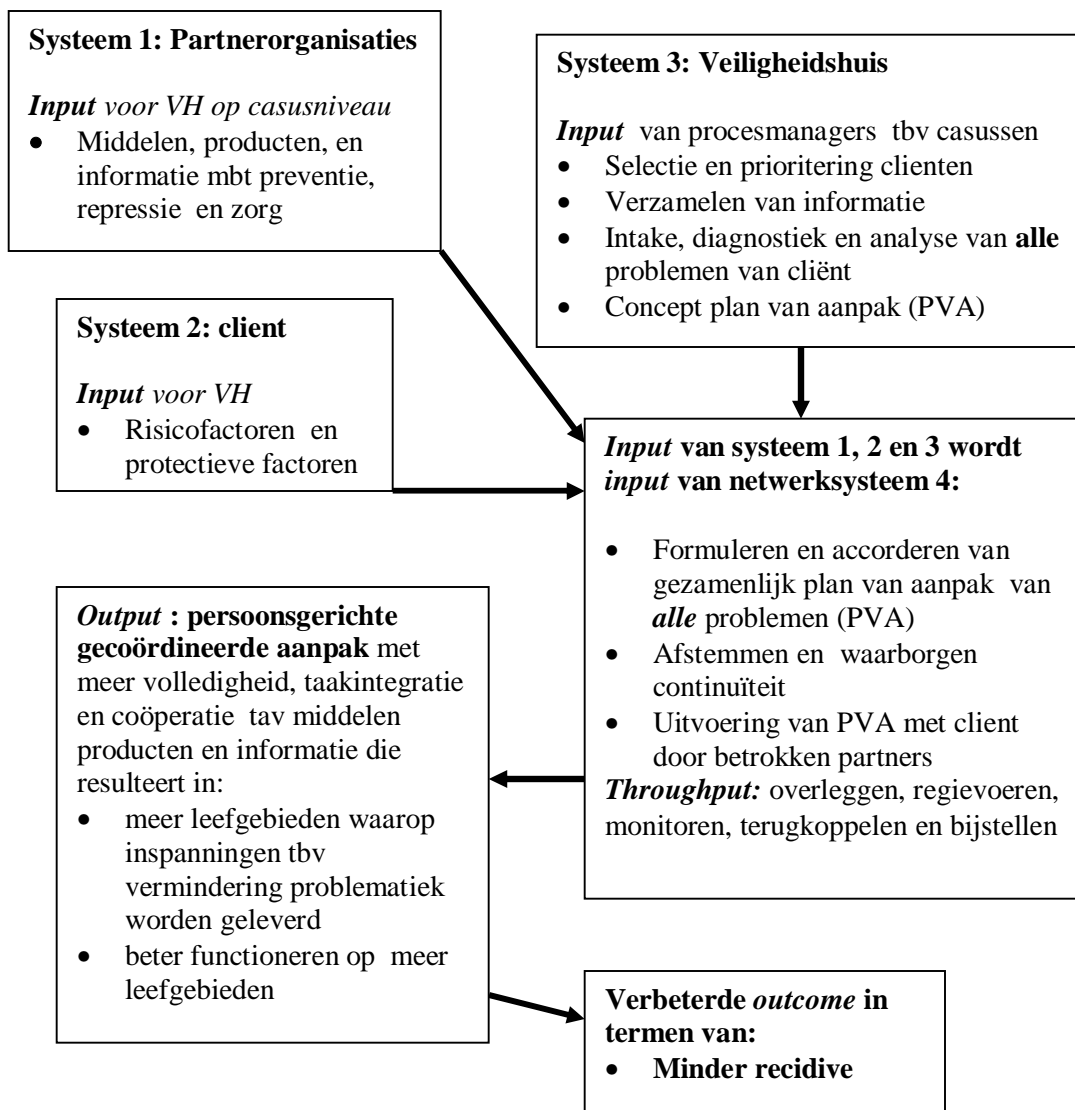 Systeem 1: Partnerorganisaties
Input voor VH op casusniveau
• Middelen, producten, en
informatie mbt preventie,
repressie en zorg
Systeem 3: Veiligheidshuis
Input van procesmanagers tbv casussen
• Selectie en prioritering clienten
• Verzamelen van informatie
• Intake, diagnostiek en analyse van alle
problemen van cliënt
• Concept plan van aanpak (PVA)
Systeem 2: client
Input voor VH
• Risicofactoren en
protectieve factoren
Input van systeem 1, 2 en 3 wordt
input van netwerksysteem 4:
• Formuleren en accorderen van
gezamenlijk plan van aanpak van
alle problemen (PVA)
• Afstemmen en waarborgen
continuïteit
• Uitvoering van PVA met client
door betrokken partners
Throughput: overleggen, regievoeren,
monitoren, terugkoppelen en bijstellen
Output : persoonsgerichte
gecoördineerde aanpak met
meer volledigheid, taakintegratie
en coöperatie tav middelen
producten en informatie die
resulteert in:
• meer leefgebieden waarop
inspanningen tbv
vermindering problematiek
worden geleverd
• beter functioneren op meer
leefgebieden
Verbeterde outcome in
termen van:
• Minder recidive